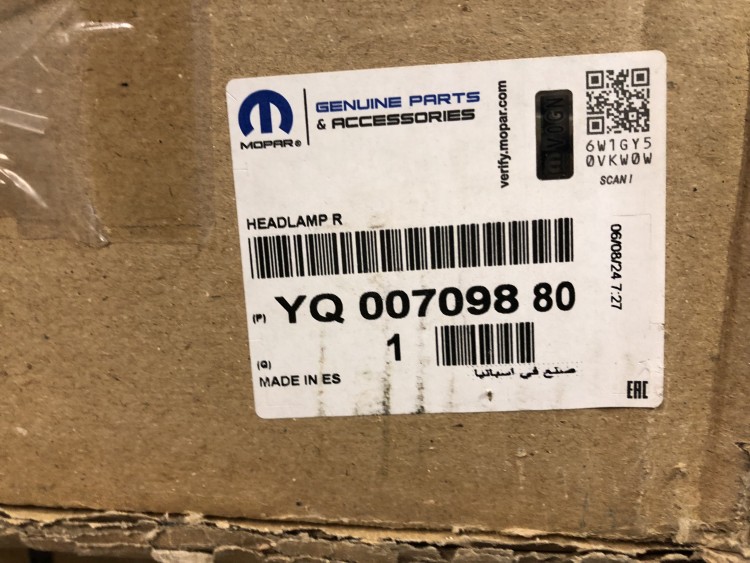 MOPAR®
GENUINE PARTS
& ACCESSORIES
verify.mopar.com
6W1GY5
0VKW0W
SCAN!
HEADLAMP R
06/08/24 7:27
(P) YQ 007098 80
(Q) 1
MADE IN ES
صنع في اسبانيا
EAC